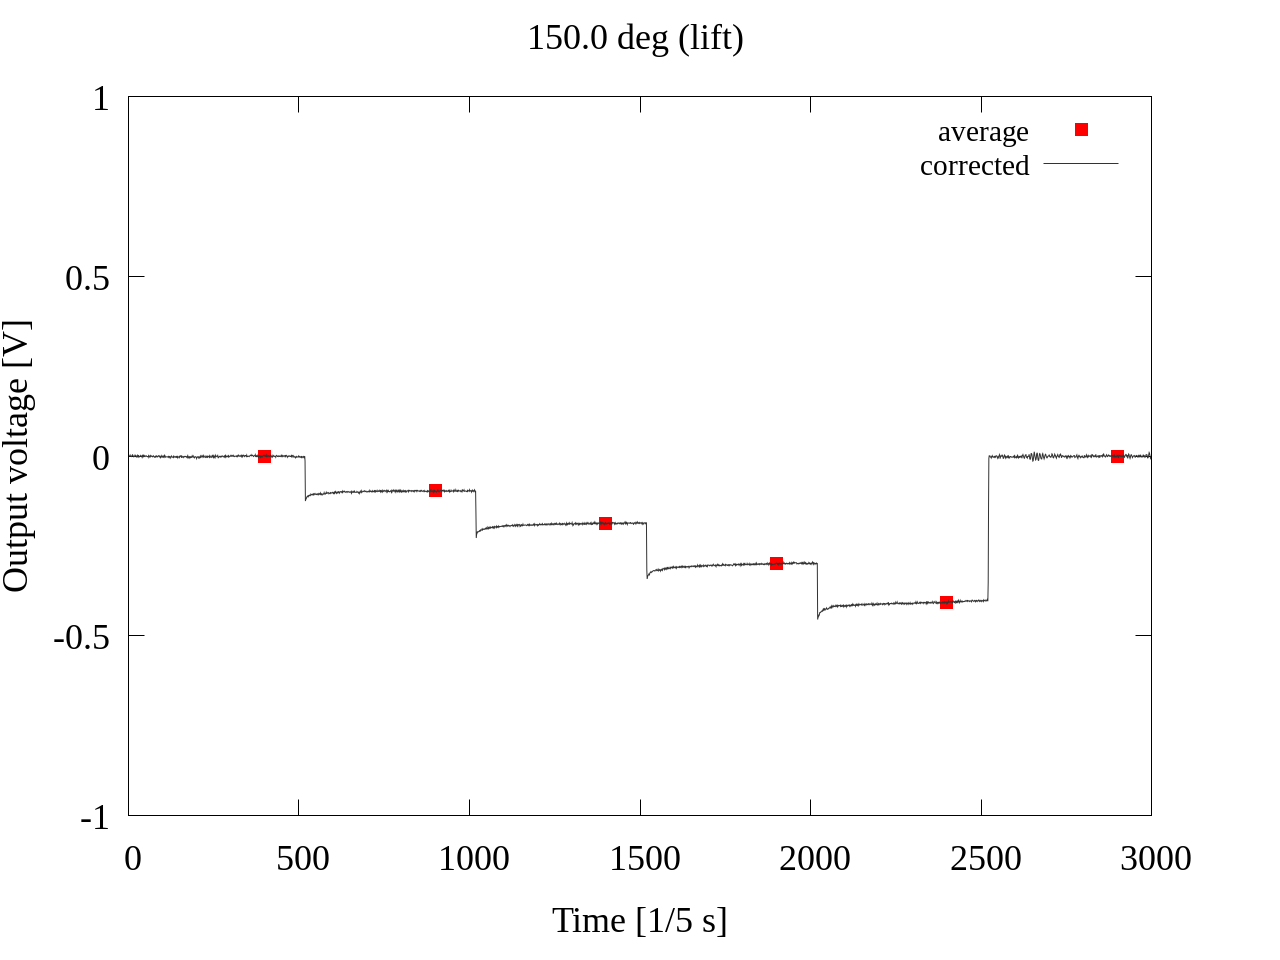 150.0 deg (lift)
average
corrected
1
0.5
0
-0.5
-1
Output voltage [V]
0 500 1000 1500 2000 2500 3000
Time [1/5 s]